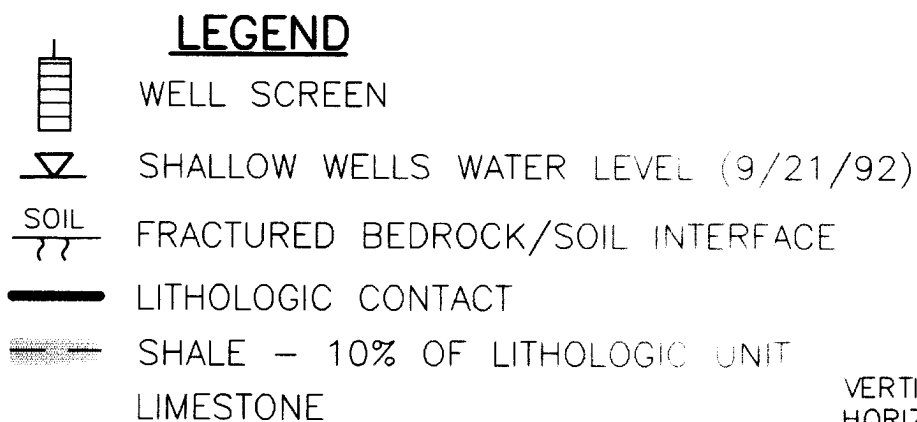 LEGEND
WELL SCREEN
SHALLOW WELLS WATER LEVEL (9/21/92)
SOIL
FRACTURED BEDROCK/SOIL INTERFACE
LITHOLOGIC CONTACT
SHALE – 10% OF LITHOLOGIC UNIT
LIMESTONE